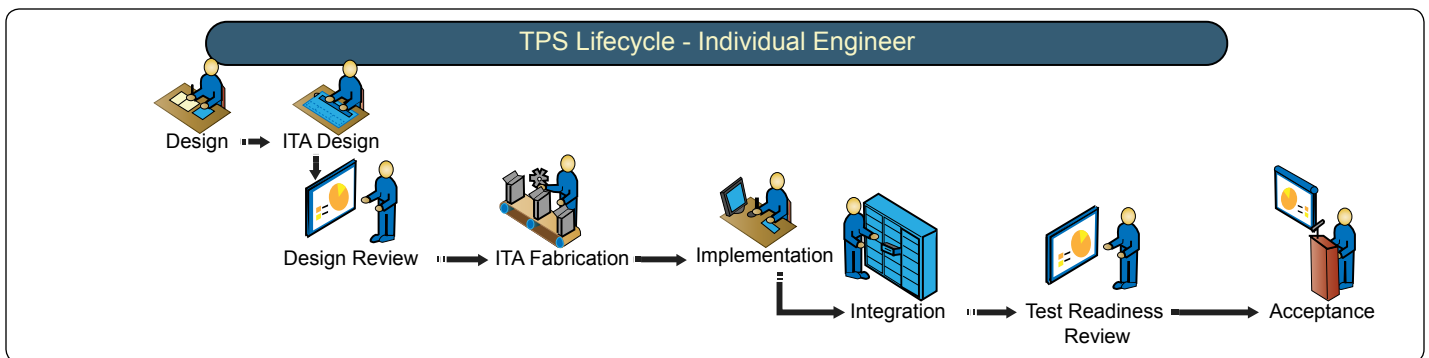 TPS Lifecycle - Individual Engineer
Design
ITA Design
Design Review
ITA Fabrication
Implementation
Integration
Test Readiness
Review
Acceptance